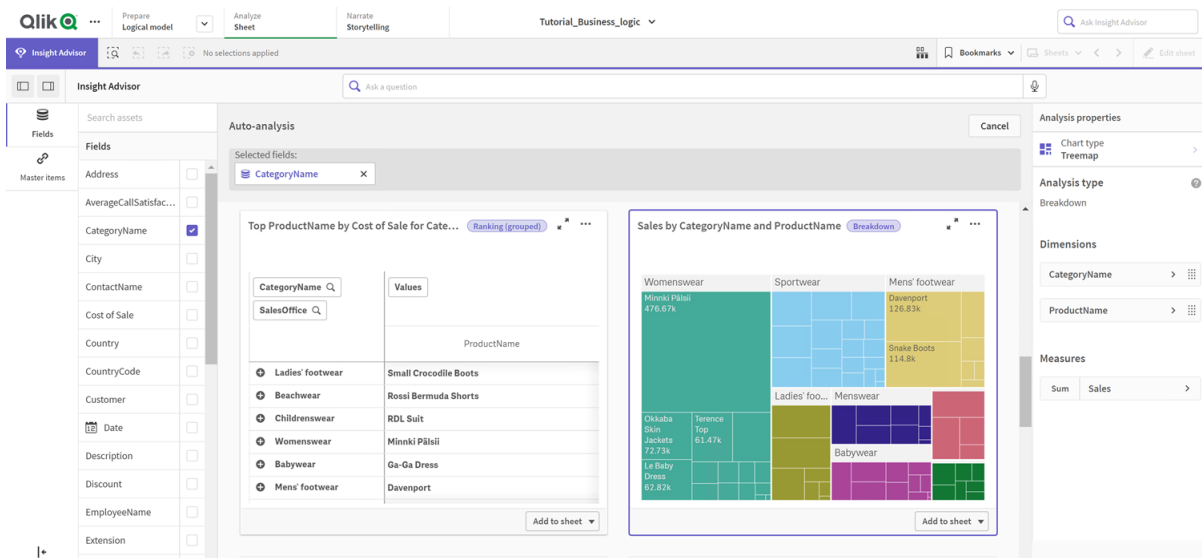 Qlik
Prepare
Logical model
Analyze
Sheet
Narrate
Storytelling
Tutorial_Business_logic
Ask Insight Advisor
Insight Advisor
No selections applied
Bookmarks
Sheets
Edit sheet
Insight Advisor
Ask a question
Fields
Master items
Search assets
Fields
Address
AverageCallSatisfac...
CategoryName
City
ContactName
Cost of Sale
Country
CountryCode
Customer
Date
Description
Discount
EmployeeName
Extension
Auto-analysis
Cancel
Selected fields:
CategoryName
Top ProductName by Cost of Sale for Cate...
Ranking (grouped)
CategoryName
Values
SalesOffice
ProductName
Ladies' footwear Small Crocodile Boots
Beachwear Rossi Bermuda Shorts
Childrenswear RDL Suit
Womenswear Minnki Pälsii
Babywear Ga-Ga Dress
Mens' footwear Davenport
Add to sheet
Sales by CategoryName and ProductName
Breakdown
Womenswear
Minnki Pälsii
476.67k
Okkaba
Skin
Jackets
72.73k
Terence
Top
61.47k
Le Baby
Dress
62.82k
Sportwear
Mens' footwear
Davenport
126.83k
Snake Boots
114.8k
Ladies' foo...
Menswear
Babywear
Add to sheet
Analysis properties
Chart type
Treemap
Analysis type
Breakdown
Dimensions
CategoryName
ProductName
Measures
Sum Sales